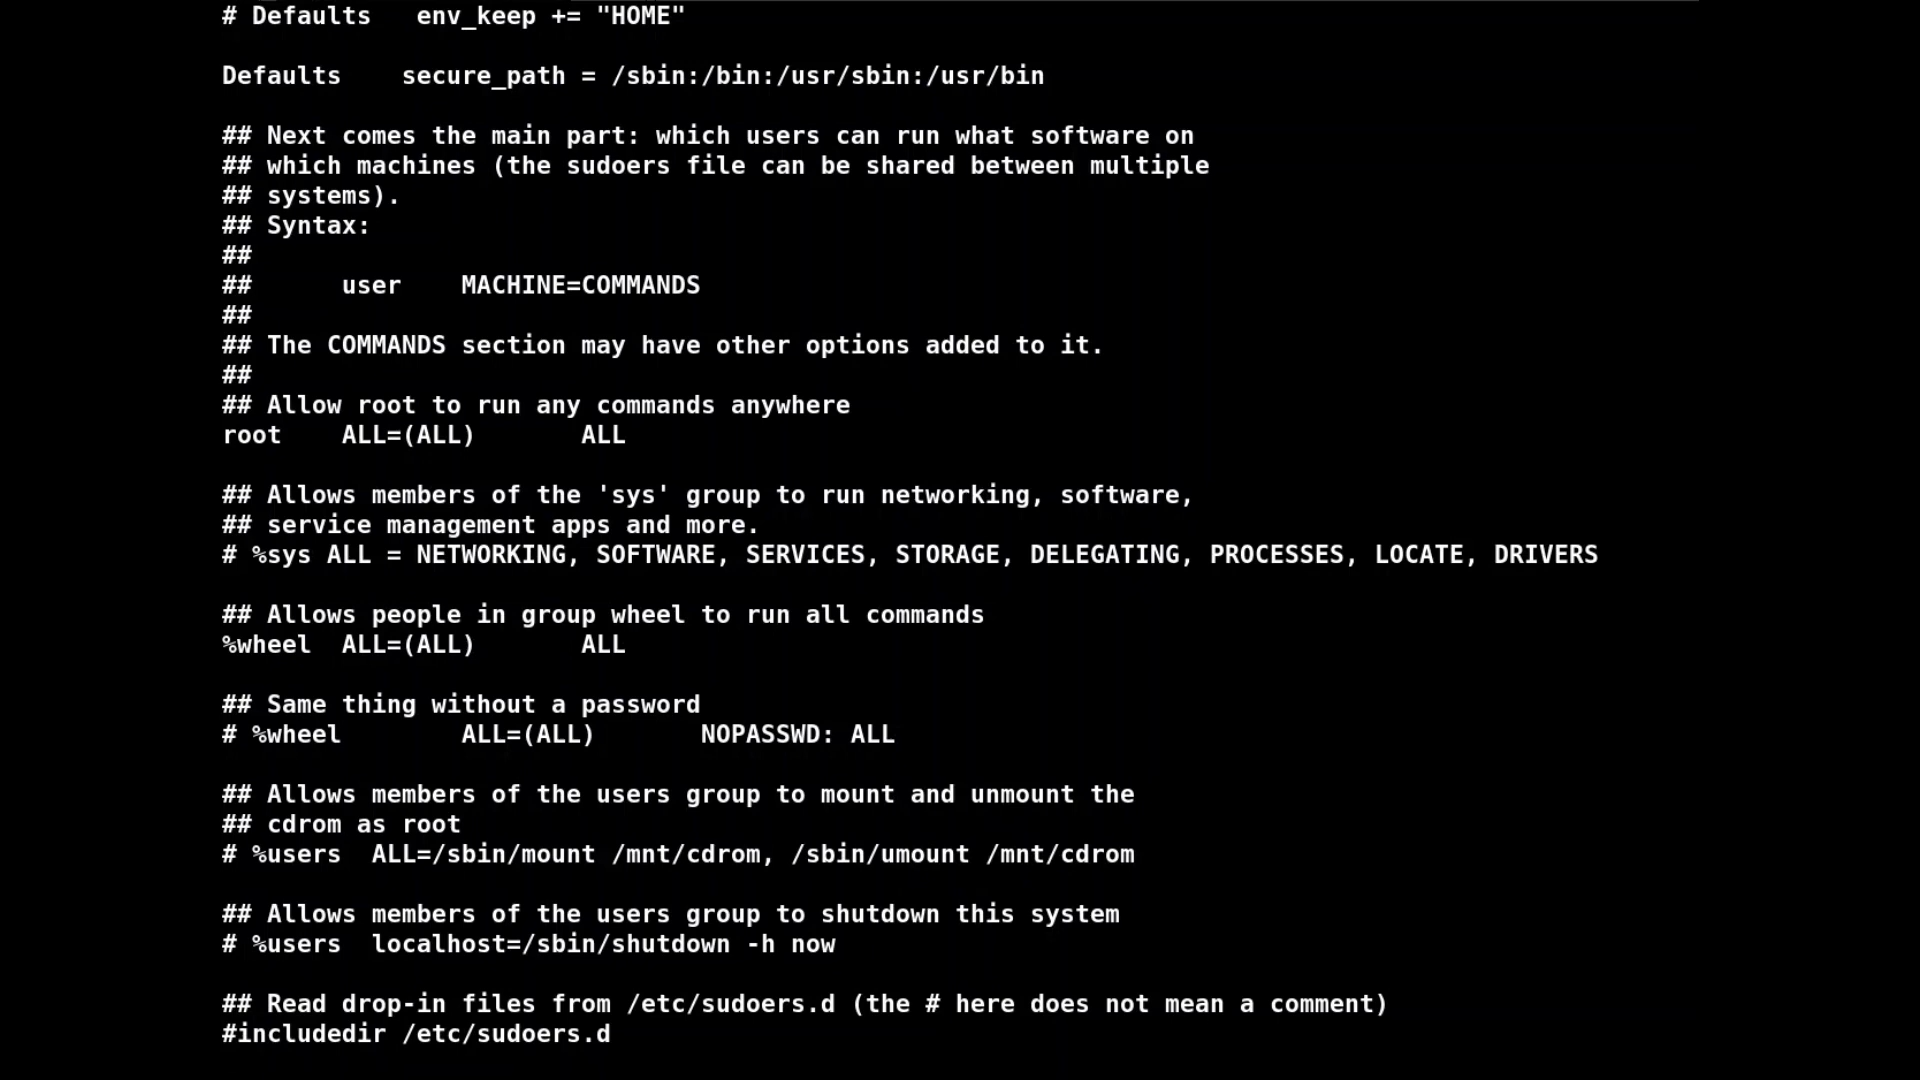 # Defaults   env_keep += "HOME"

Defaults    secure_path = /sbin:/bin:/usr/sbin:/usr/bin

## Next comes the main part: which users can run what software on
## which machines (the sudoers file can be shared between multiple
## systems).
## Syntax:
##
##      user    MACHINE=COMMANDS
##
## The COMMANDS section may have other options added to it.
##
## Allow root to run any commands anywhere
root    ALL=(ALL)       ALL

## Allows members of the 'sys' group to run networking, software,
## service management apps and more.
# %sys ALL = NETWORKING, SOFTWARE, SERVICES, STORAGE, DELEGATING, PROCESSES, LOCATE, DRIVERS

## Allows people in group wheel to run all commands
%wheel  ALL=(ALL)       ALL

## Same thing without a password
# %wheel        ALL=(ALL)       NOPASSWD: ALL

## Allows members of the users group to mount and unmount the
## cdrom as root
# %users  ALL=/sbin/mount /mnt/cdrom, /sbin/umount /mnt/cdrom

## Allows members of the users group to shutdown this system
# %users  localhost=/sbin/shutdown -h now

## Read drop-in files from /etc/sudoers.d (the # here does not mean a comment)
#includedir /etc/sudoers.d